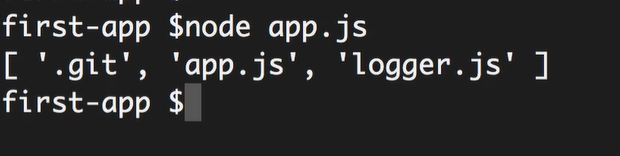 first-app $node app.js
[ '.git', 'app.js', 'logger.js' ]
first-app $